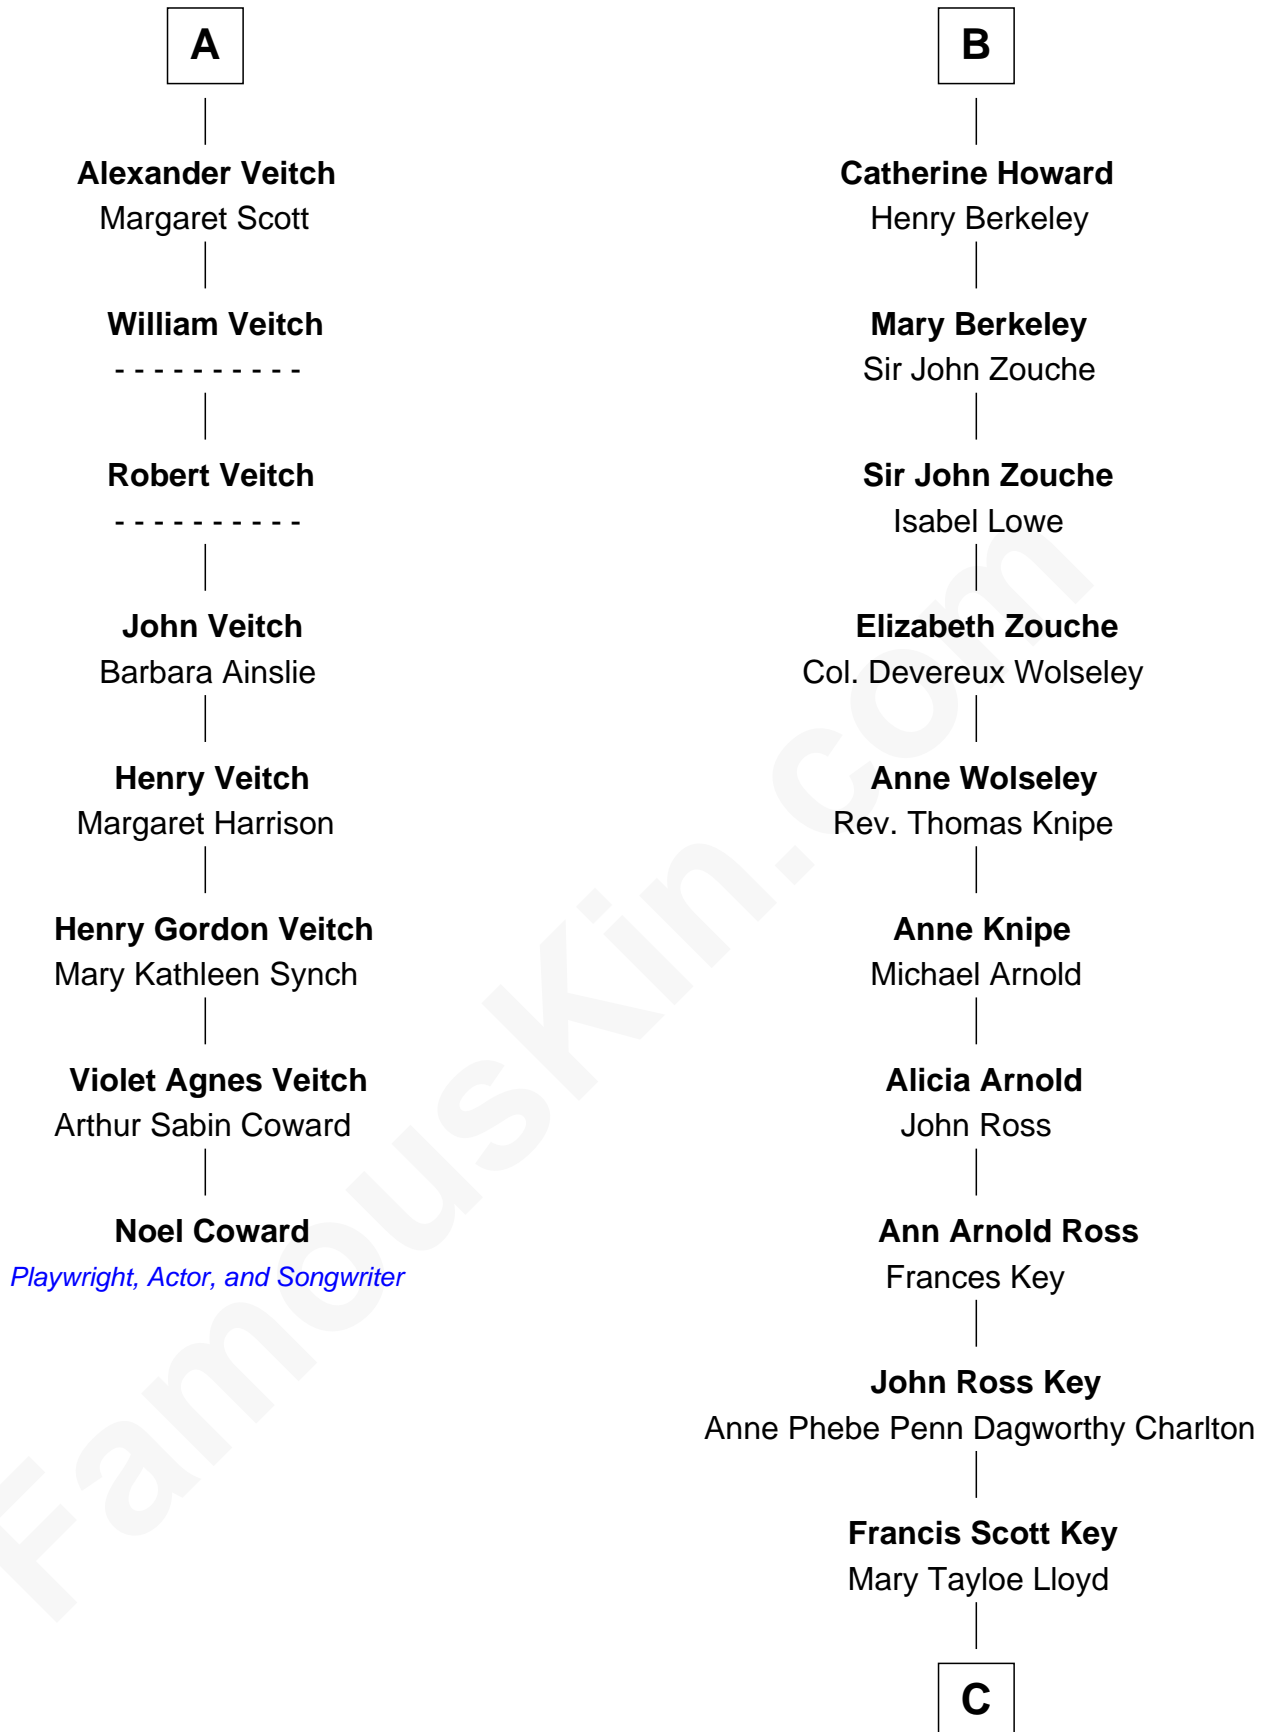 A
Alexander Veitch
Margaret Scott
William Veitch
- - - - - - - - - -
Robert Veitch
- - - - - - - - - -
John Veitch
Barbara Ainslie
Henry Veitch
Margaret Harrison
Henry Gordon Veitch
Mary Kathleen Synch
Violet Agnes Veitch
Arthur Sabin Coward
Noel Coward
Playwright, Actor, and Songwriter
B
Catherine Howard
Henry Berkeley
Mary Berkeley
Sir John Zouche
Sir John Zouche
Isabel Lowe
Elizabeth Zouche
Col. Devereux Wolseley
Anne Wolseley
Rev. Thomas Knipe
Anne Knipe
Michael Arnold
Alicia Arnold
John Ross
Ann Arnold Ross
Frances Key
John Ross Key
Anne Phebe Penn Dagworthy Charlton
Francis Scott Key
Mary Tayloe Lloyd
C
FamousKin.com